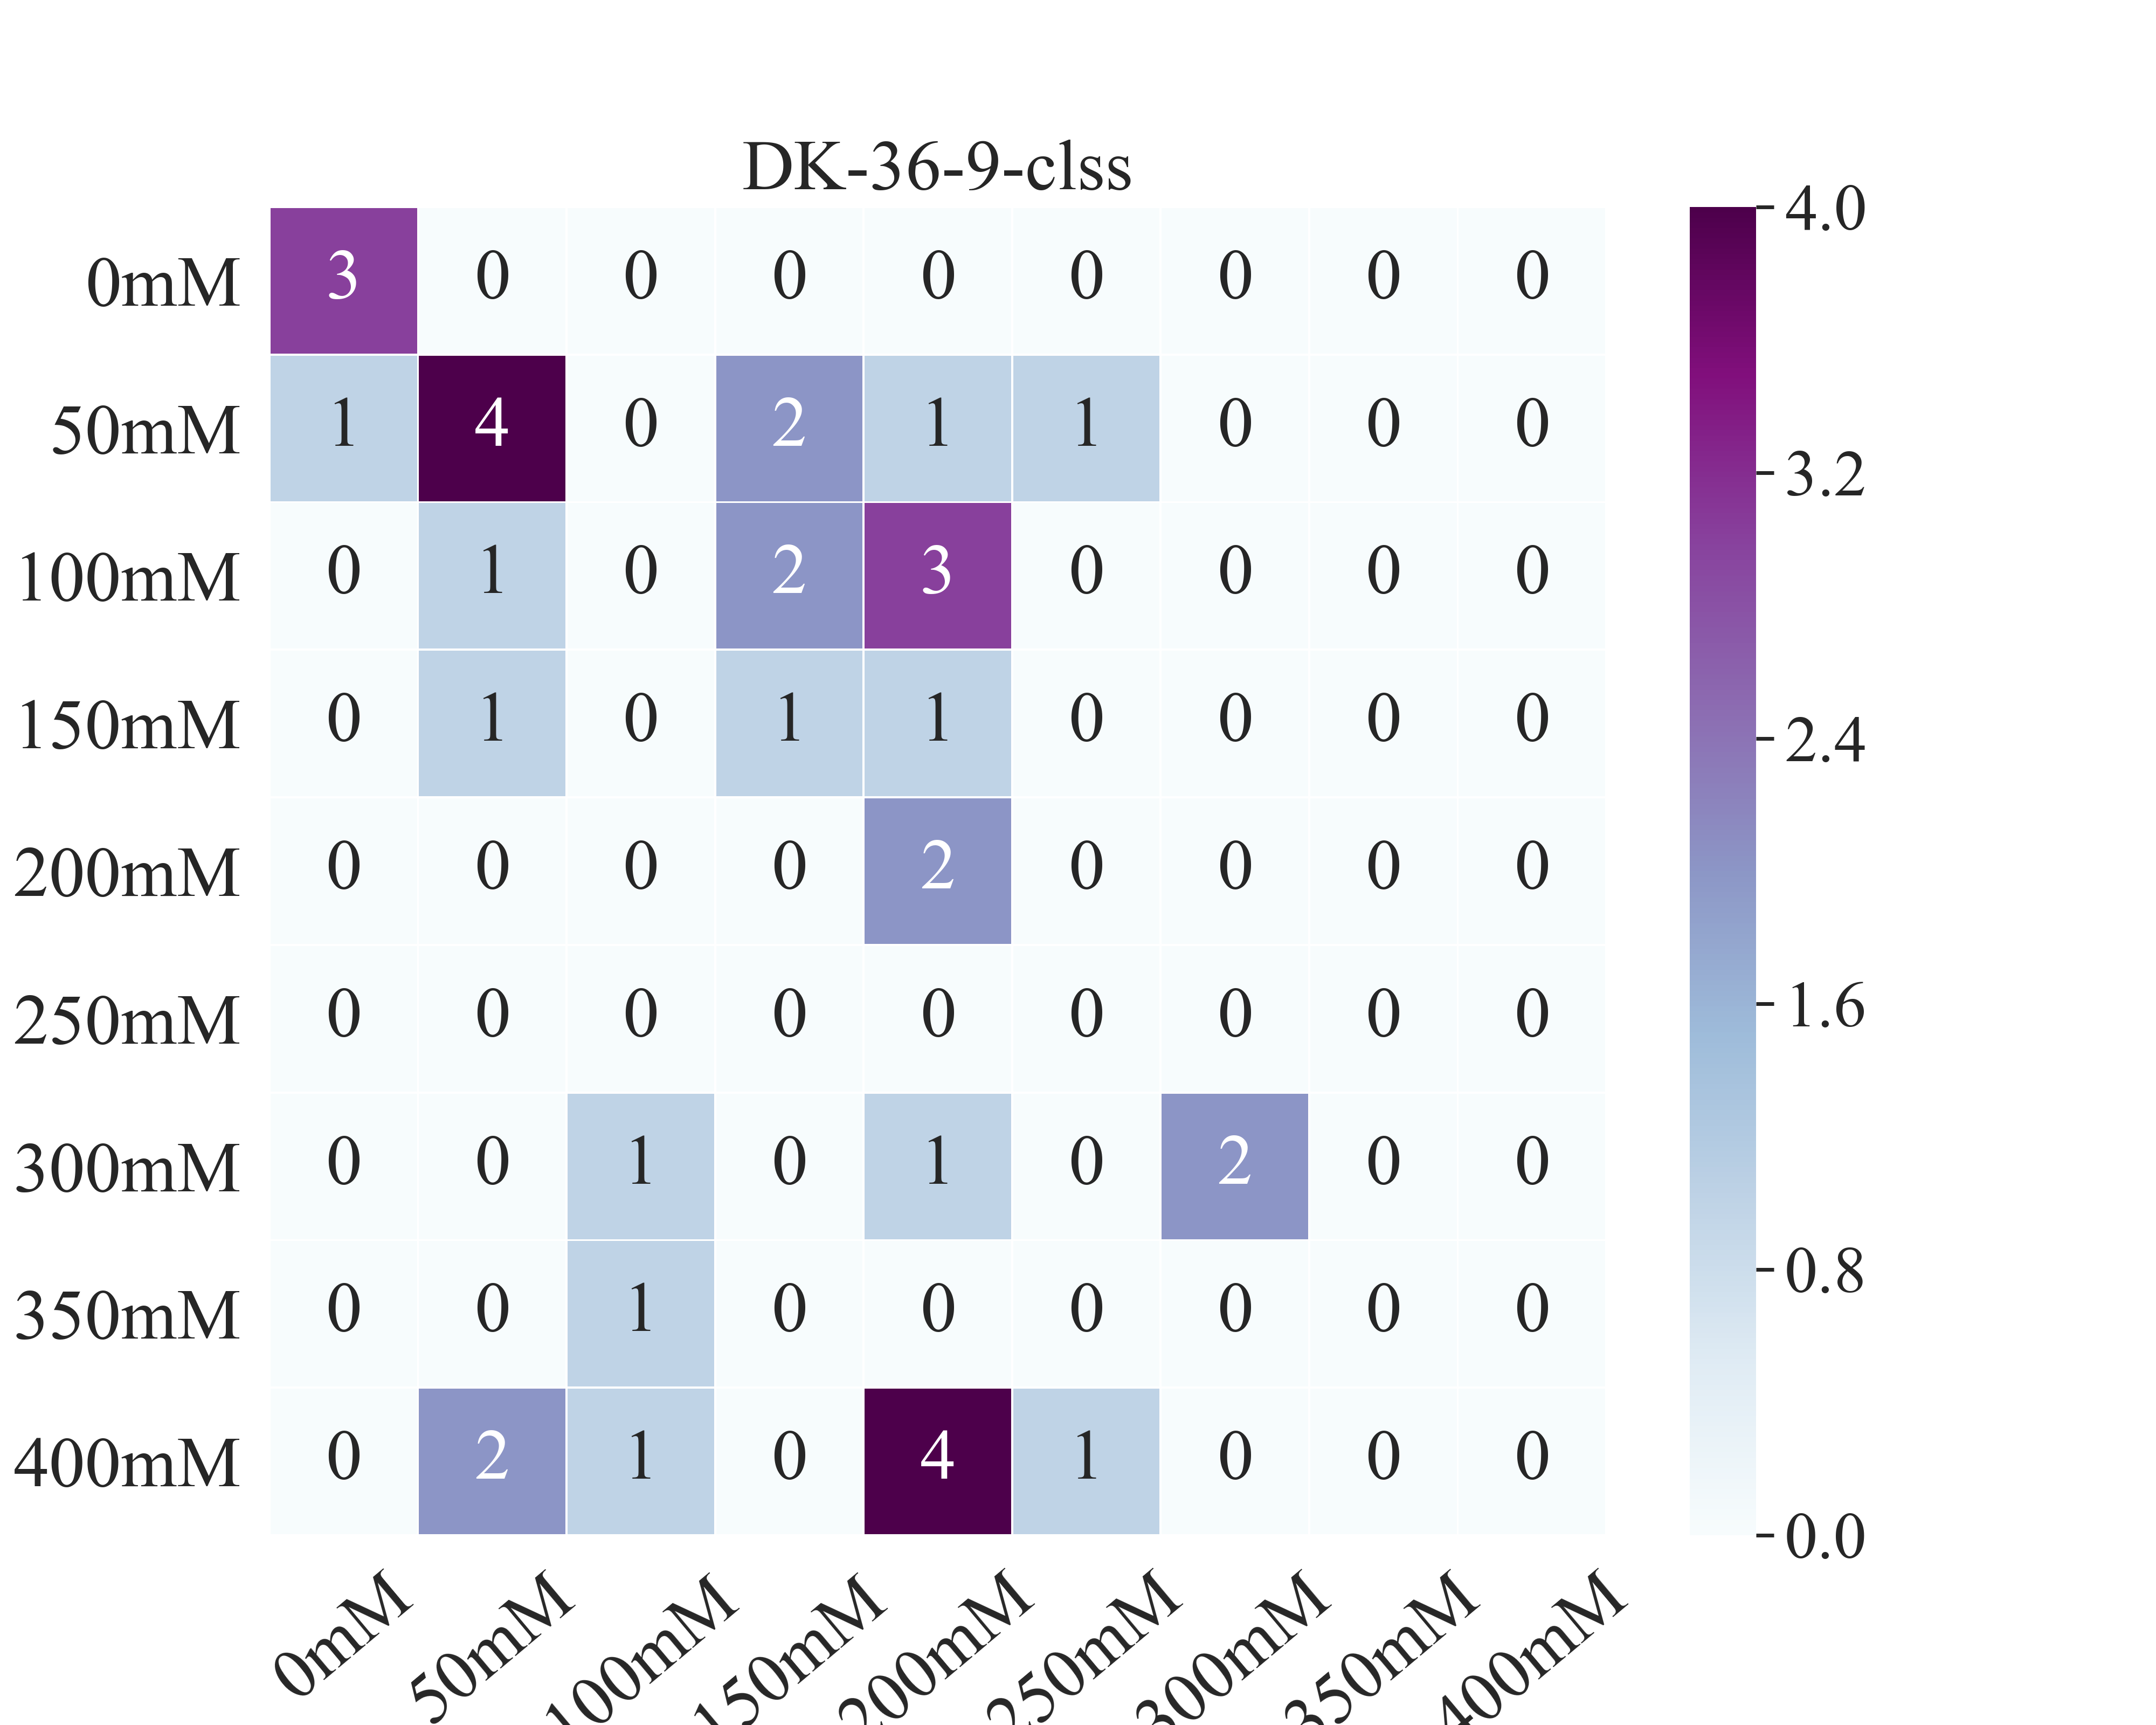 DK-36-9-clss
0mM 3 0 0 0 0 0 0 0 0
50mM 1 4 0 2 1 1 0 0 0
100mM 0 1 0 2 3 0 0 0 0
150mM 0 1 0 1 1 0 0 0 0
200mM 0 0 0 0 2 0 0 0 0
250mM 0 0 0 0 0 0 0 0 0
300mM 0 0 1 0 1 0 2 0 0
350mM 0 0 1 0 0 0 0 0 0
400mM 0 2 1 0 4 1 0 0 0
0mM 50mM 100mM 150mM 200mM 250mM 300mM 350mM 400mM
4.0
3.2
2.4
1.6
0.8
0.0